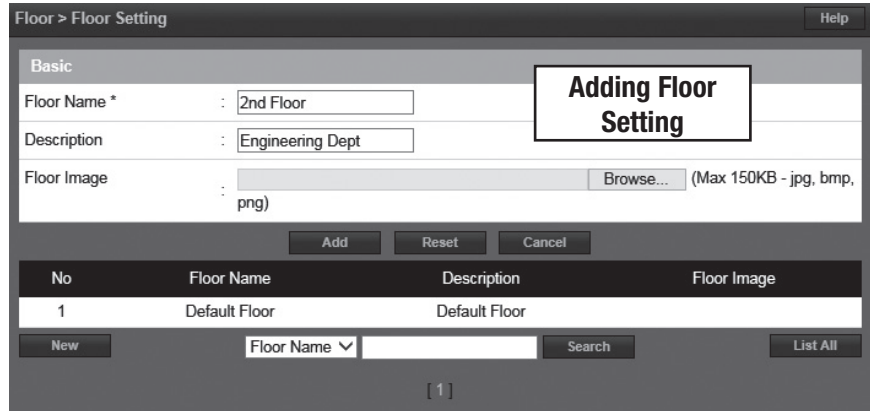 Floor > Floor Setting
Help
Basic
Adding Floor
Setting
Floor Name * : 2nd Floor
Description : Engineering Dept
Floor Image : Browse... (Max 150KB - jpg, bmp,
png)
Add Reset Cancel
No Floor Name Description Floor Image
1 Default Floor Default Floor
New Floor Name Search List All
[ 1 ]